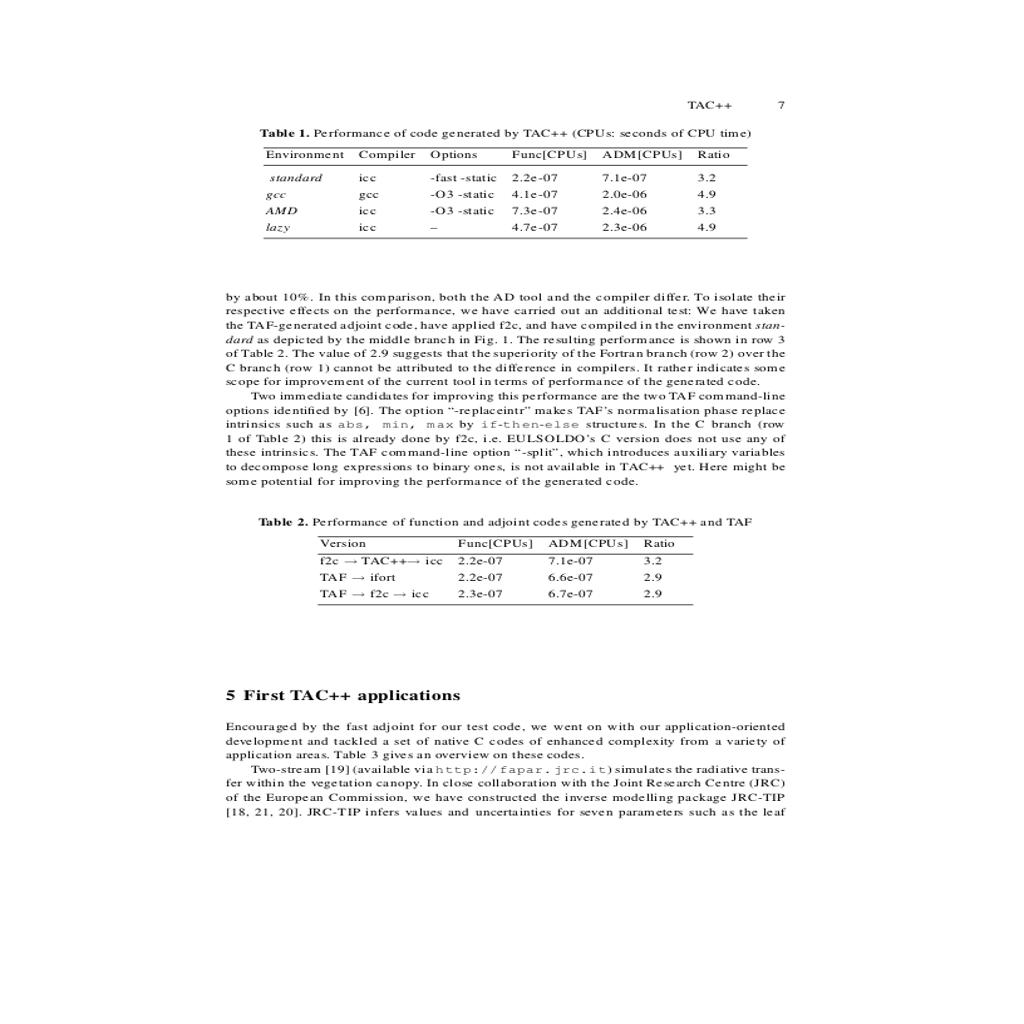 TAC++ 7
Table 1. Performance of code generated by TAC++ (CPUs: seconds of CPU time)
Environment Compiler Options Func[CPUs] ADM[CPUs] Ratio
standard icc -fast -static 2.2e-07 7.1e-07 3.2
gcc gcc -O3 -static 4.1e-07 2.0e-06 4.9
AMD icc -O3 -static 7.3e-07 2.4e-06 3.3
lazy icc – 4.7e-07 2.3e-06 4.9
by about 10%. In this comparison, both the AD tool and the compiler differ. To isolate their
respective effects on the performance, we have carried out an additional test: We have taken
the TAF-generated adjoint code, have applied f2c, and have compiled in the environment stan-
dard as depicted by the middle branch in Fig. 1. The resulting performance is shown in row 3
of Table 2. The value of 2.9 suggests that the superiority of the Fortran branch (row 2) over the
C branch (row 1) cannot be attributed to the difference in compilers. It rather indicates some
scope for improvement of the current tool in terms of performance of the generated code.
Two immediate candidates for improving this performance are the two TAF command-line
options identified by [6]. The option “-replaceintr” makes TAF’s normalisation phase replace
intrinsics such as abs, min, max by if-then-else structures. In the C branch (row
1 of Table 2) this is already done by f2c, i.e. EULSOLDO’s C version does not use any of
these intrinsics. The TAF command-line option “-split”, which introduces auxiliary variables
to decompose long expressions to binary ones, is not available in TAC++ yet. Here might be
some potential for improving the performance of the generated code.
Table 2. Performance of function and adjoint codes generated by TAC++ and TAF
Version Func[CPUs] ADM[CPUs] Ratio
f2c → TAC++→ icc 2.2e-07 7.1e-07 3.2
TAF → ifort 2.2e-07 6.6e-07 2.9
TAF → f2c → icc 2.3e-07 6.7e-07 2.9
5 First TAC++ applications
Encouraged by the fast adjoint for our test code, we went on with our application-oriented
development and tackled a set of native C codes of enhanced complexity from a variety of
application areas. Table 3 gives an overview on these codes.
Two-stream [19] (available via http://fapar.jrc.it) simulates the radiative trans-
fer within the vegetation canopy. In close collaboration with the Joint Research Centre (JRC)
of the European Commission, we have constructed the inverse modelling package JRC-TIP
[18, 21, 20]. JRC-TIP infers values and uncertainties for seven parameters such as the leaf